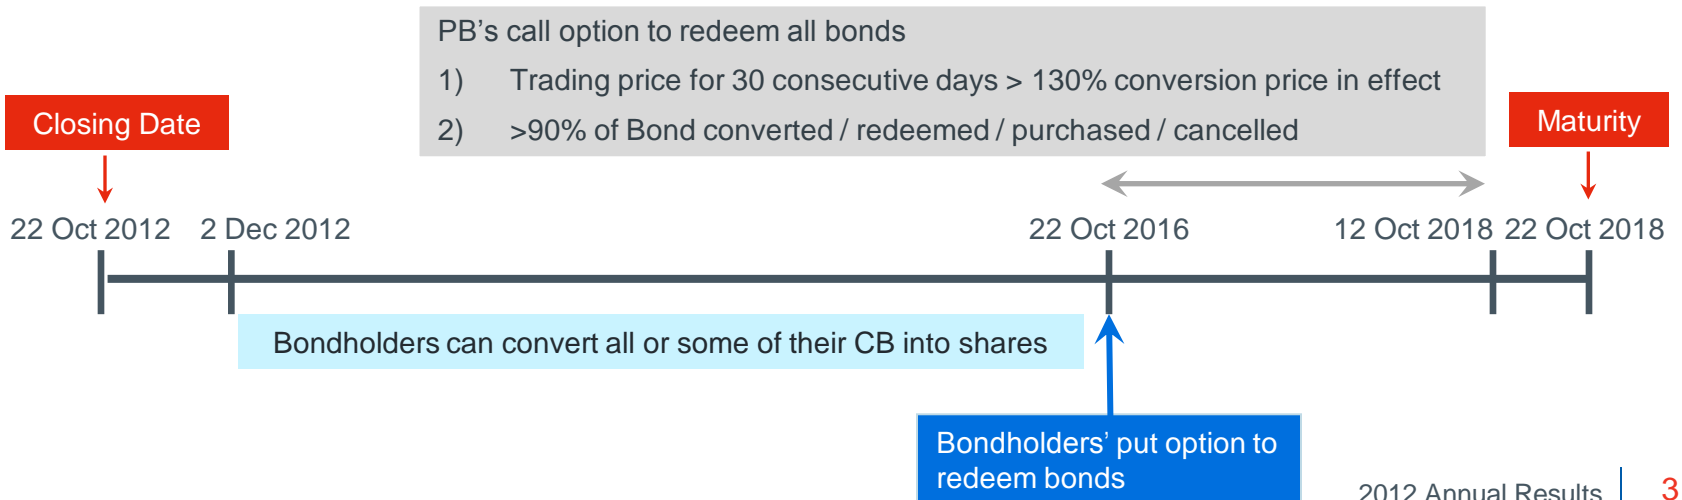 PB’s call option to redeem all bonds
1) Trading price for 30 consecutive days > 130% conversion price in effect
2) >90% of Bond converted / redeemed / purchased / cancelled
Closing Date
Maturity
22 Oct 2012 2 Dec 2012 22 Oct 2016 12 Oct 2018 22 Oct 2018
Bondholders can convert all or some of their CB into shares
Bondholders’ put option to
redeem bonds
2012 Annual Results 3